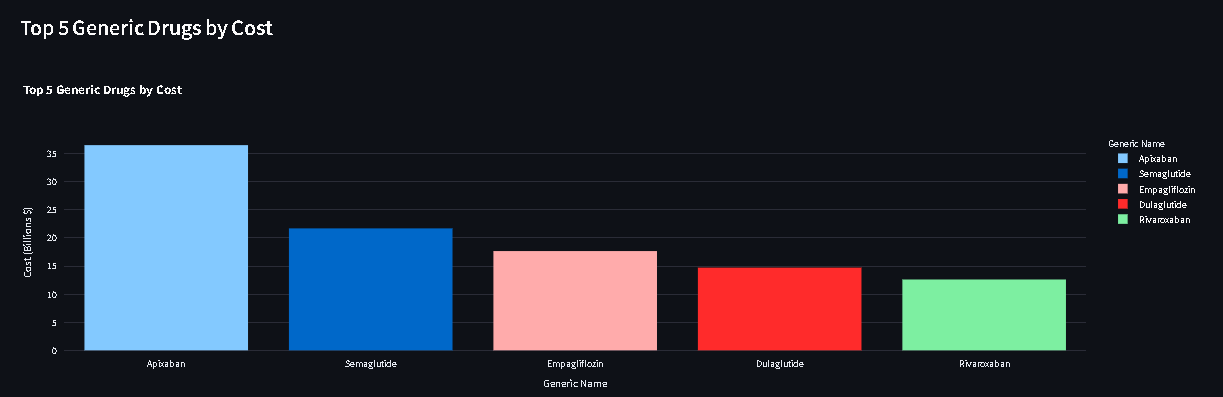 Top 5 Generic Drugs by Cost
Top 5 Generic Drugs by Cost
Cost (Billions $)
35
30
25
20
15
10
5
0
Apixaban
Semaglutide
Empagliflozin
Dulaglutide
Rivaroxaban
Generic Name
Generic Name
Apixaban
Semaglutide
Empagliflozin
Dulaglutide
Rivaroxaban